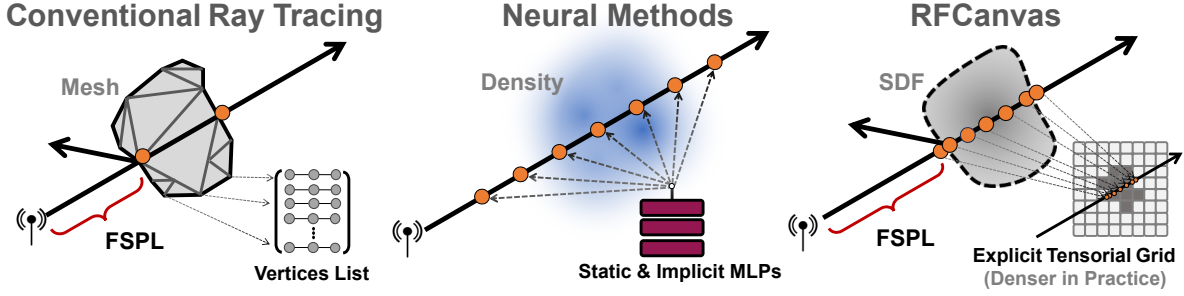 Conventional Ray Tracing
Mesh
FSPL
Vertices List
Neural Methods
Density
Static & Implicit MLPs
RFCanvas
SDF
FSPL
Explicit Tensorial Grid
(Denser in Practice)